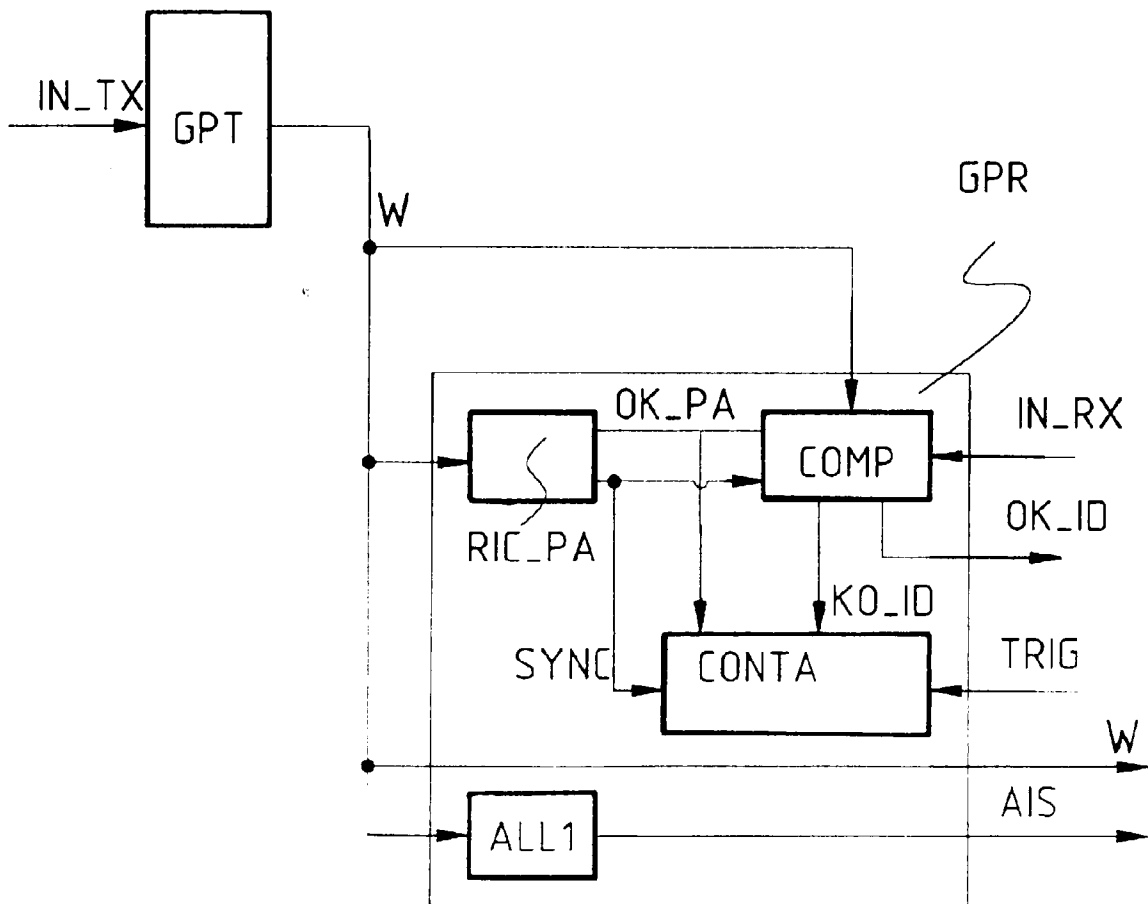 IN_TX
GPT
GPR
W
OK_PA
IN_RX
COMP
OK_ID
RIC_PA
KO_ID
SYNC
CONTA
TRIG
W
AIS
ALL1